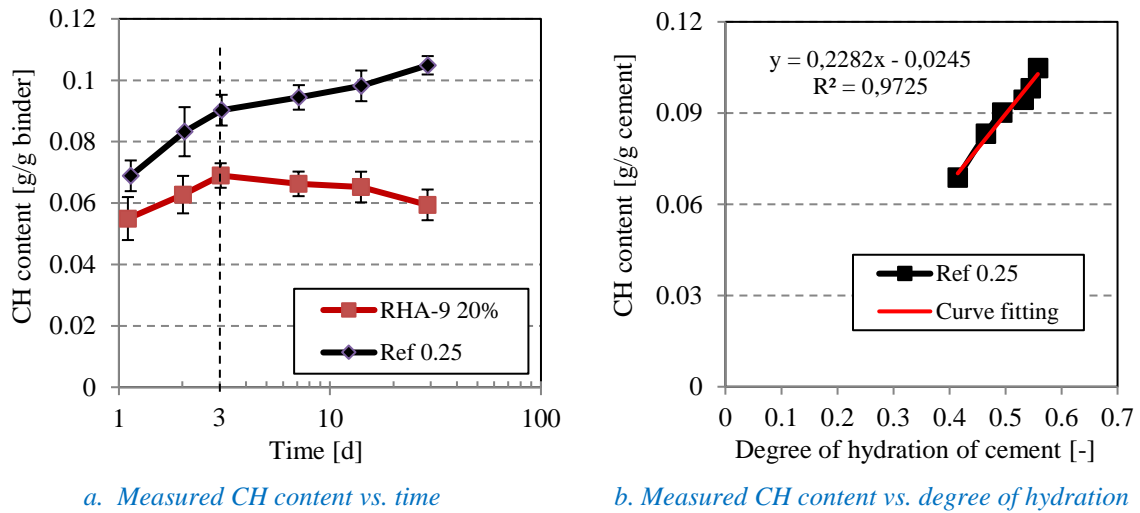 0.12
0.1
0.08
0.06
0.04
0.02
0
CH content [g/g binder]
RHA-9 20%
Ref 0.25
1
3
10
100
Time [d]
a. Measured CH content vs. time
0.12
0.09
0.06
0.03
0
CH content [g/g cement]
y = 0,2282x - 0,0245
R² = 0,9725
Ref 0.25
Curve fitting
0 0.1 0.2 0.3 0.4 0.5 0.6 0.7
Degree of hydration of cement [-]
b. Measured CH content vs. degree of hydration